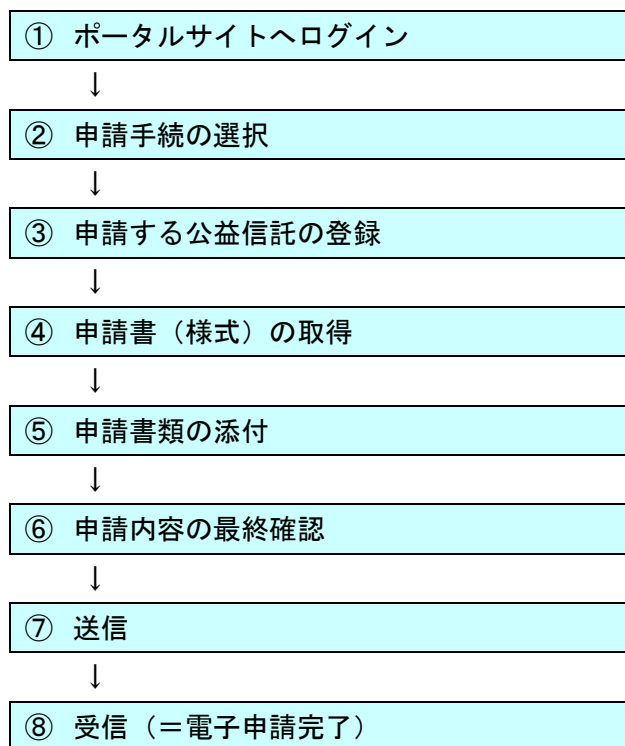 ① ポータルサイトへログイン
↓
② 申請手続の選択
↓
③ 申請する公益信託の登録
↓
④ 申請書（様式）の取得
↓
⑤ 申請書類の添付
↓
⑥ 申請内容の最終確認
↓
⑦ 送信
↓
⑧ 受信（＝電子申請完了）